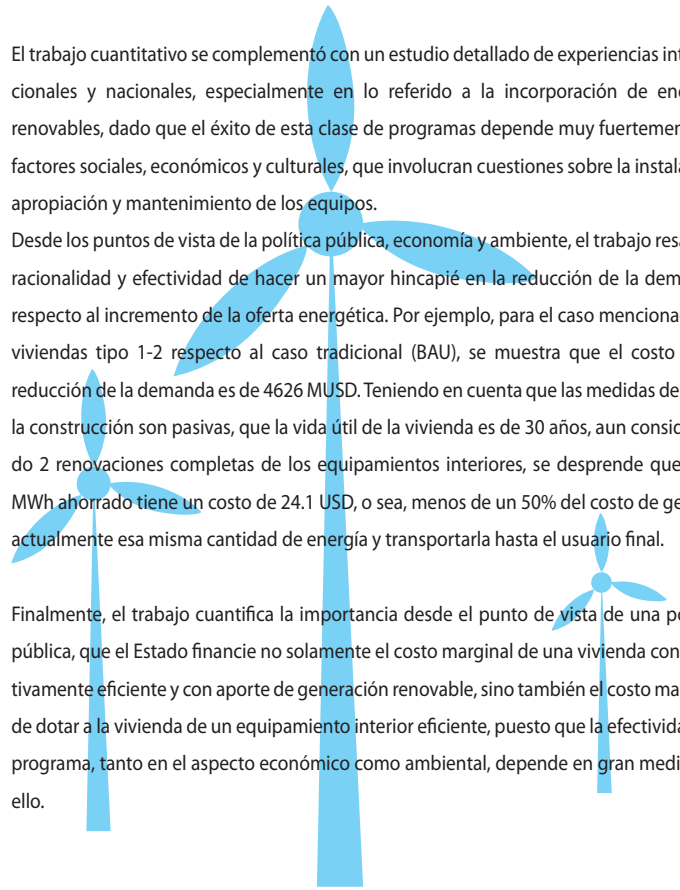 El trabajo cuantitativo se complementó con un estudio detallado de experiencias int
cionales y nacionales, especialmente en lo referido a la incorporación de en
renovables, dado que el éxito de esta clase de programas depende muy fuertemen
factores sociales, económicos y culturales, que involucran cuestiones sobre la instal
apropiación y mantenimiento de los equipos.
Desde los puntos de vista de la política pública, economía y ambiente, el trabajo res
racionalidad y efectividad de hacer un mayor hincapié en la reducción de la dem
respecto al incremento de la oferta energética. Por ejemplo, para el caso menciona
viviendas tipo 1-2 respecto al caso tradicional (BAU), se muestra que el costo
reducción de la demanda es de 4626 MUSD. Teniendo en cuenta que las medidas de
la construcción son pasivas, que la vida útil de la vivienda es de 30 años, aun consid
do 2 renovaciones completas de los equipamientos interiores, se desprende que
MWh ahorrado tiene un costo de 24.1 USD, o sea, menos de un 50% del costo de ge
actualmente esa misma cantidad de energía y transportarla hasta el usuario final.
Finalmente, el trabajo cuantifica la importancia desde el punto de vista de una p
pública, que el Estado financie no solamente el costo marginal de una vivienda con
tivamente eficiente y con aporte de generación renovable, sino también el costo ma
de dotar a la vivienda de un equipamiento interior eficiente, puesto que la efectivida
programa, tanto en el aspecto económico como ambiental, depende en gran medi
ello.